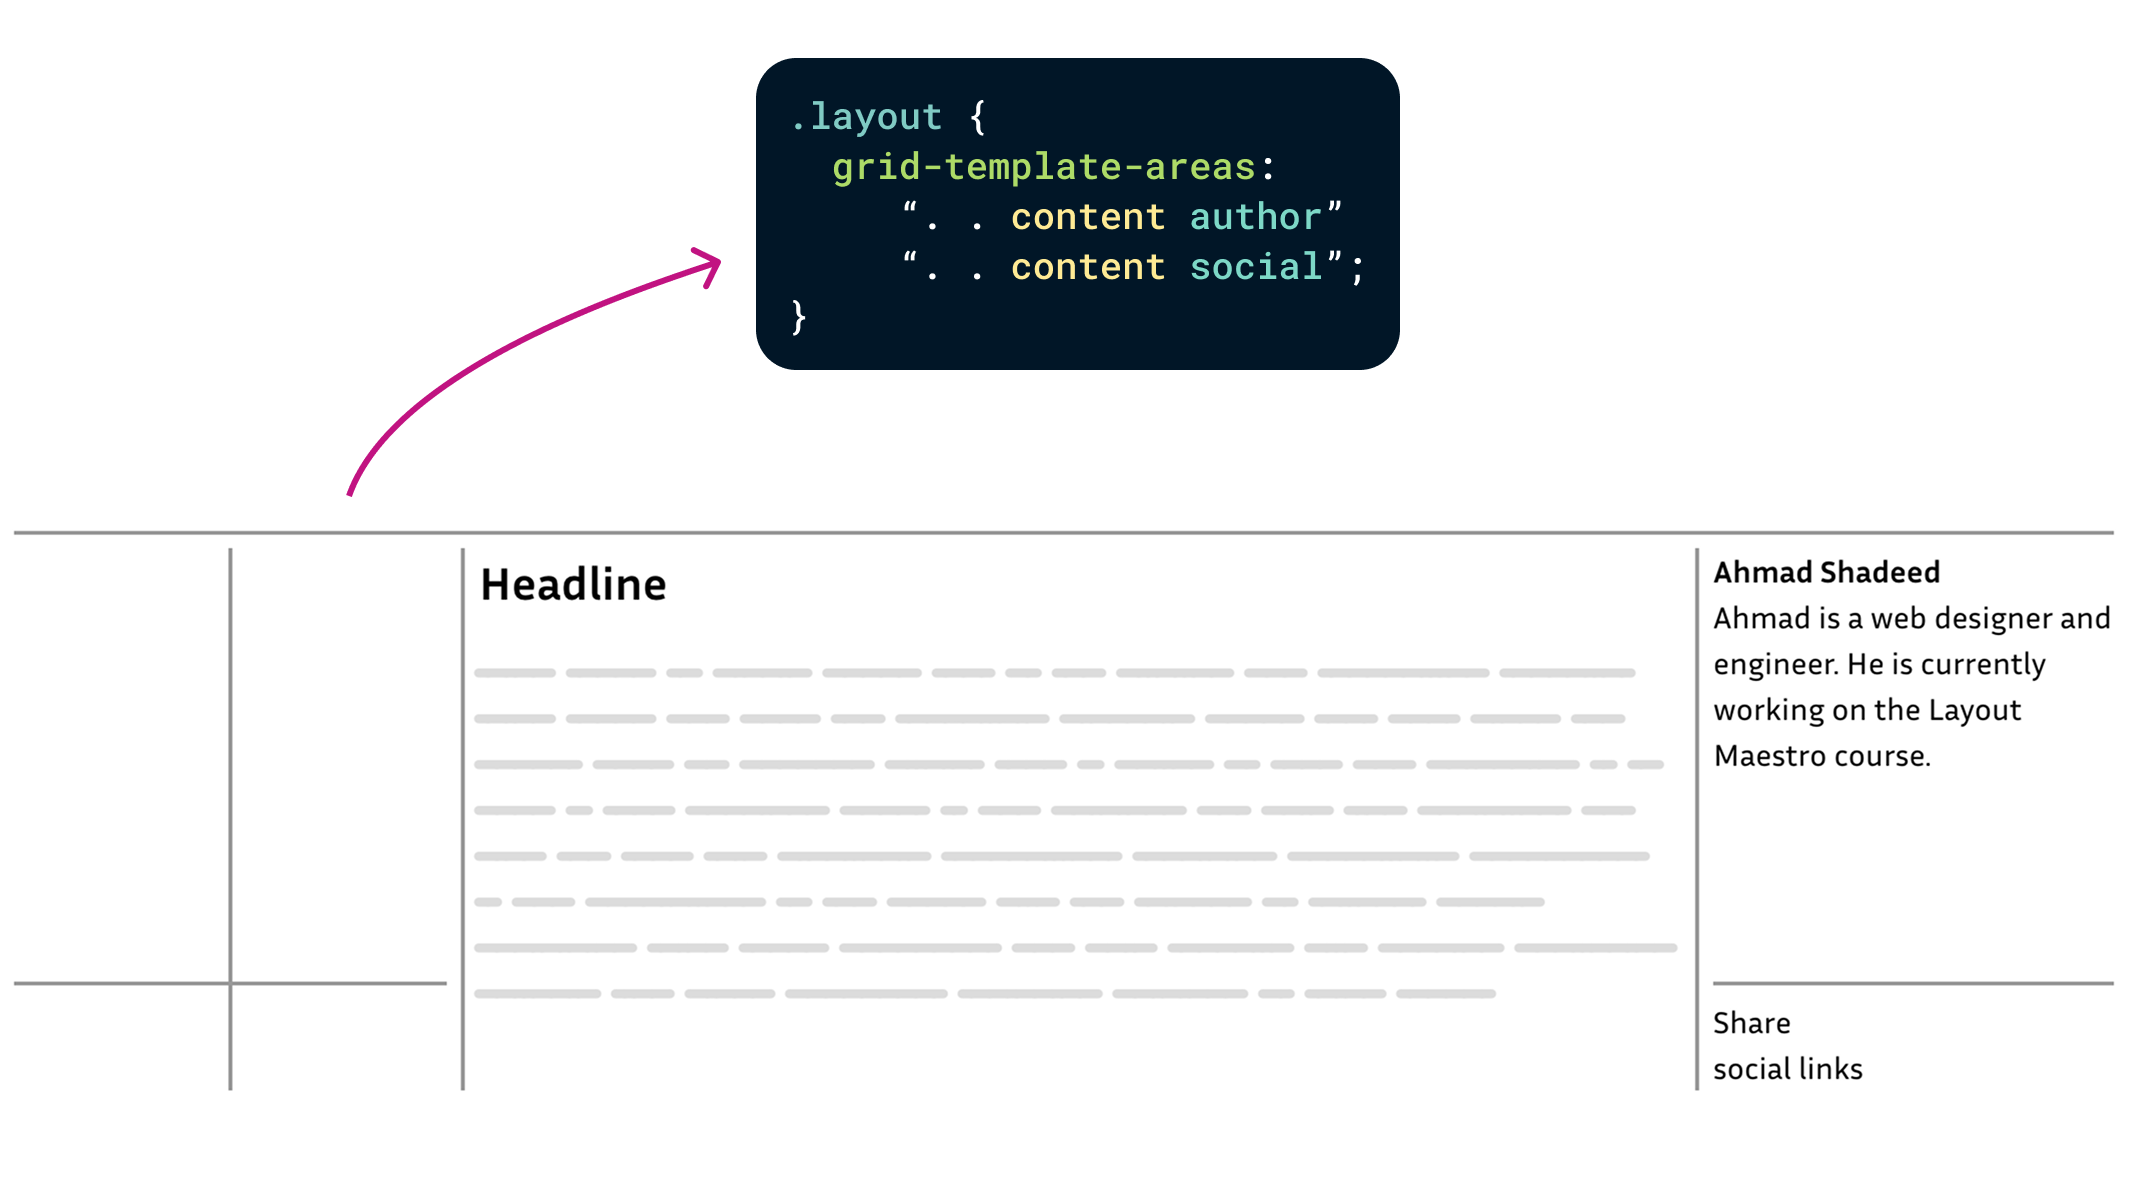 .layout {
grid-template-areas:
“. . content author”
“. . content social”;
}
Headline
Ahmad Shadeed
Ahmad is a web designer and
engineer. He is currently
working on the Layout
Maestro course.
Share
social links